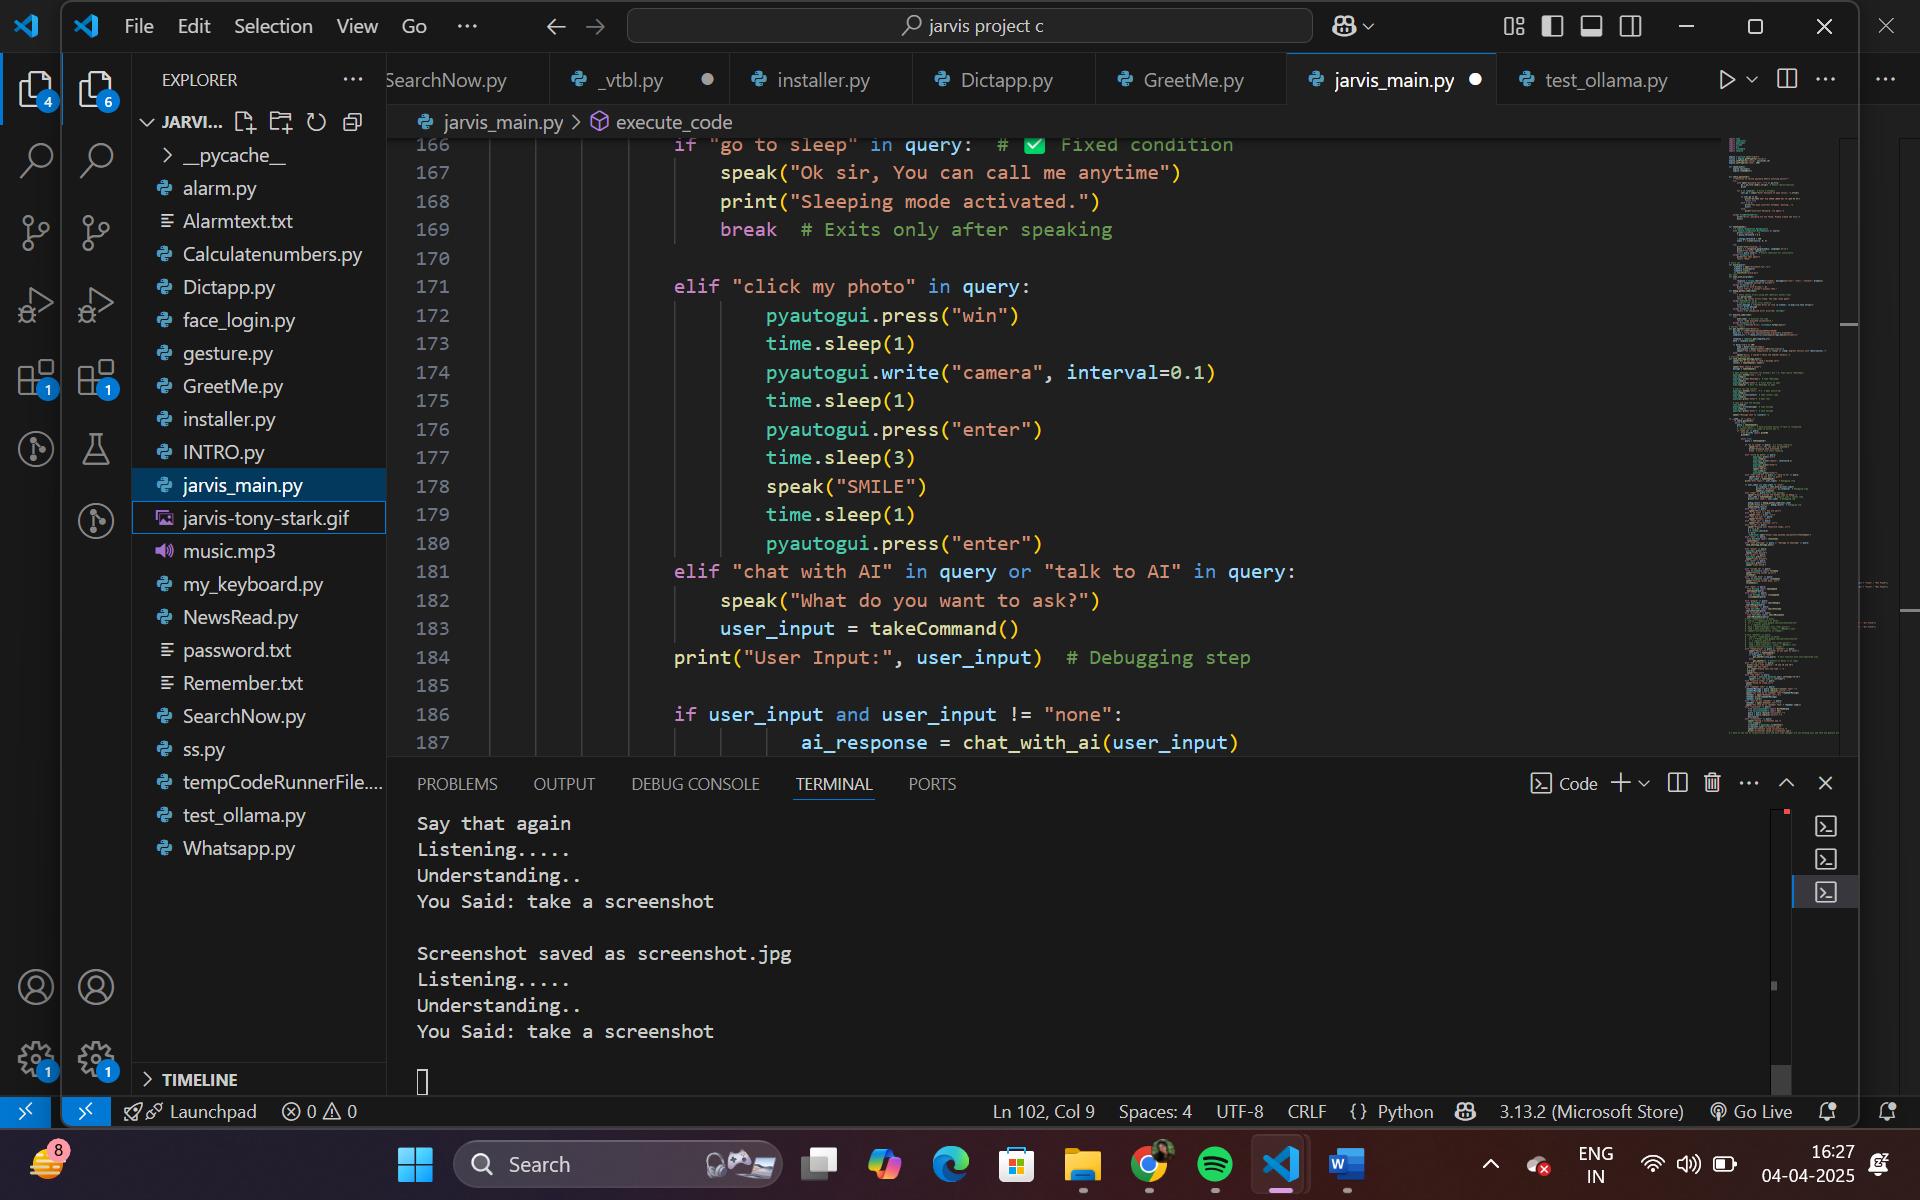 File Edit Selection View Go ··· jarvis project c
EXPLORER
SearchNow.py _vtbl.py installer.py Dictapp.py GreetMe.py jarvis_main.py test_ollama.py
JARVI...
jarvis_main.py > execute_code
4
6
1
1
1
1
__pycache__
alarm.py
Alarmtext.txt
Calculatenumbers.py
Dictapp.py
face_login.py
gesture.py
GreetMe.py
installer.py
INTRO.py
jarvis_main.py
jarvis-tony-stark.gif
music.mp3
my_keyboard.py
NewsRead.py
password.txt
Remember.txt
SearchNow.py
ss.py
tempCodeRunnerFile....
test_ollama.py
Whatsapp.py
TIMELINE
166 if "go to sleep" in query: # ✅ Fixed condition
167 speak("Ok sir, You can call me anytime")
168 print("Sleeping mode activated.")
169 break # Exits only after speaking
170
171 elif "click my photo" in query:
172 pyautogui.press("win")
173 time.sleep(1)
174 pyautogui.write("camera", interval=0.1)
175 time.sleep(1)
176 pyautogui.press("enter")
177 time.sleep(3)
178 speak("SMILE")
179 time.sleep(1)
180 pyautogui.press("enter")
181 elif "chat with AI" in query or "talk to AI" in query:
182 speak("What do you want to ask?")
183 user_input = takeCommand()
184 print("User Input:", user_input) # Debugging step
185
186 if user_input and user_input != "none":
187 ai_response = chat_with_ai(user_input)
PROBLEMS OUTPUT DEBUG CONSOLE TERMINAL PORTS Code
Say that again
Listening.....
Understanding..
You Said: take a screenshot
Screenshot saved as screenshot.jpg
Listening.....
Understanding..
You Said: take a screenshot
Launchpad 0 0 Ln 102, Col 9 Spaces: 4 UTF-8 CRLF {} Python 3.13.2 (Microsoft Store) Go Live
8 Search ENG 16:27
IN 04-04-2025